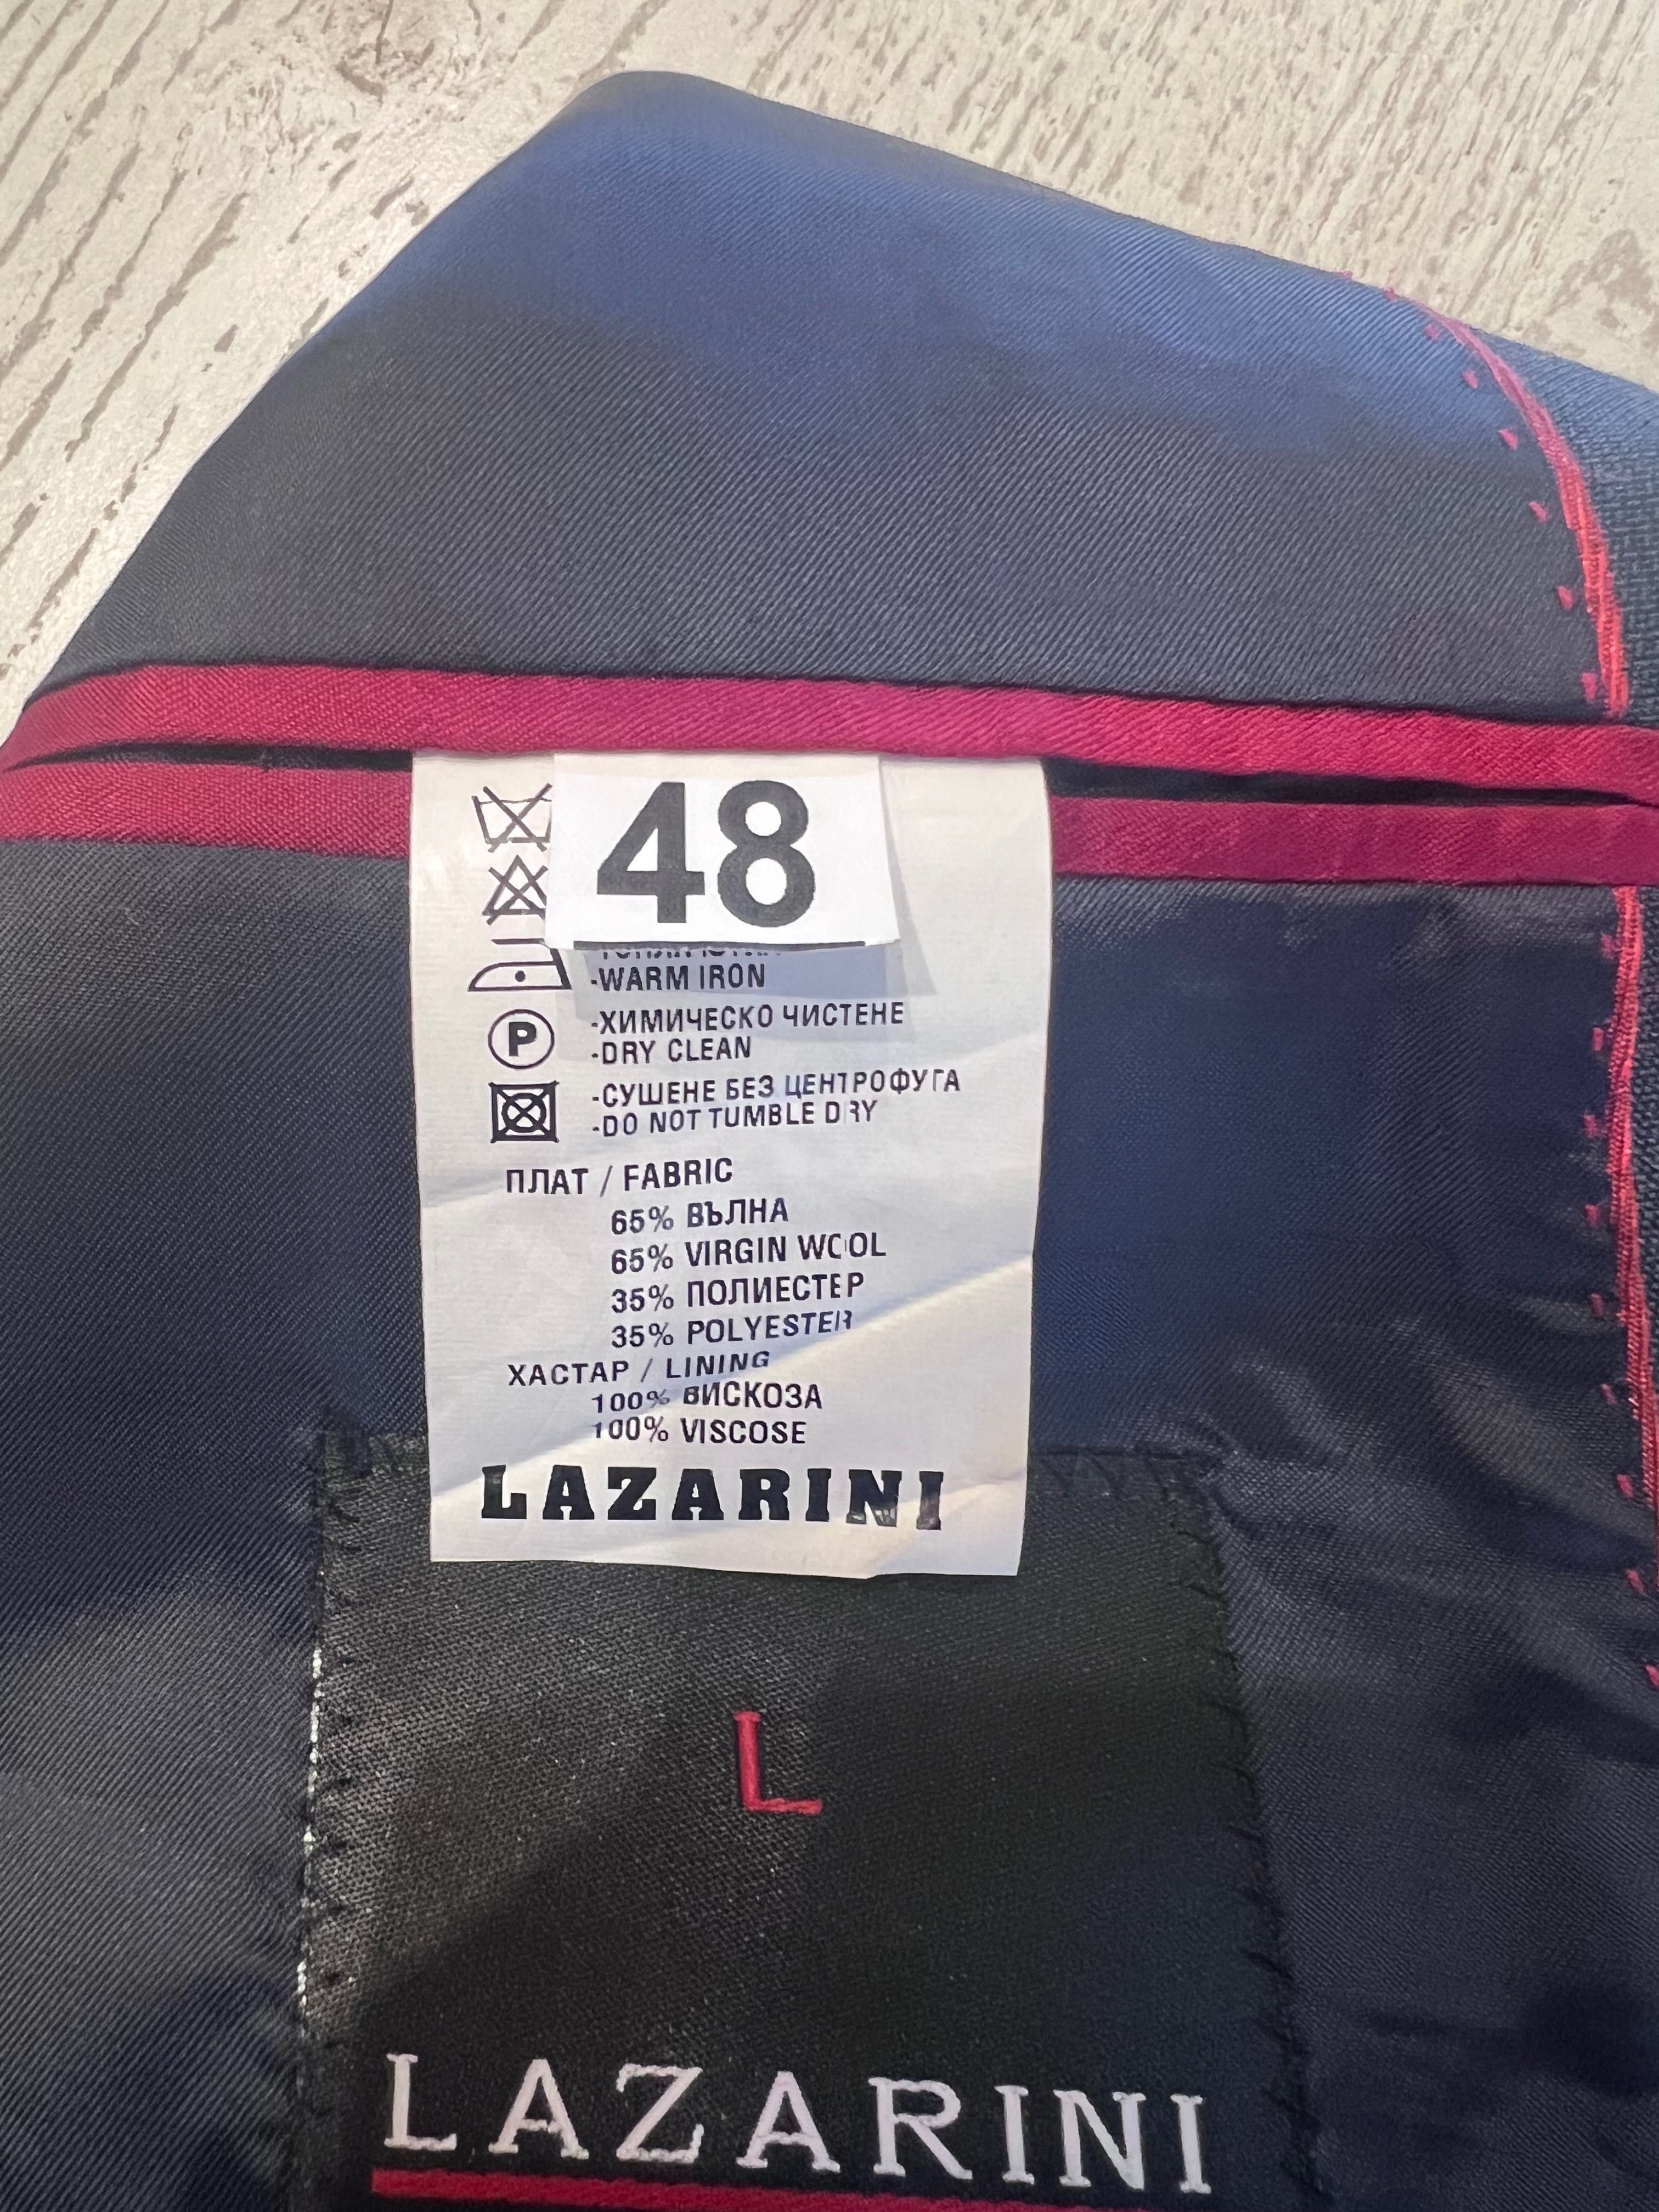 48
-WARM IRON
P
-ХИМИЧЕСКО ЧИСТЕНЕ
-DRY CLEAN
-СУШЕНЕ БЕЗ ЦЕНТРОФУГА
-DO NOT TUMBLE DRY
ПЛАТ / FABRIC
65% ВЪЛНА
65% VIRGIN WOOL
35% ПОЛИЕСТЕР
35% POLYESTER
ХАСТАР / LINING
100% ВИСКОЗА
100% VISCOSE
LAZARINI
L
LAZARINI